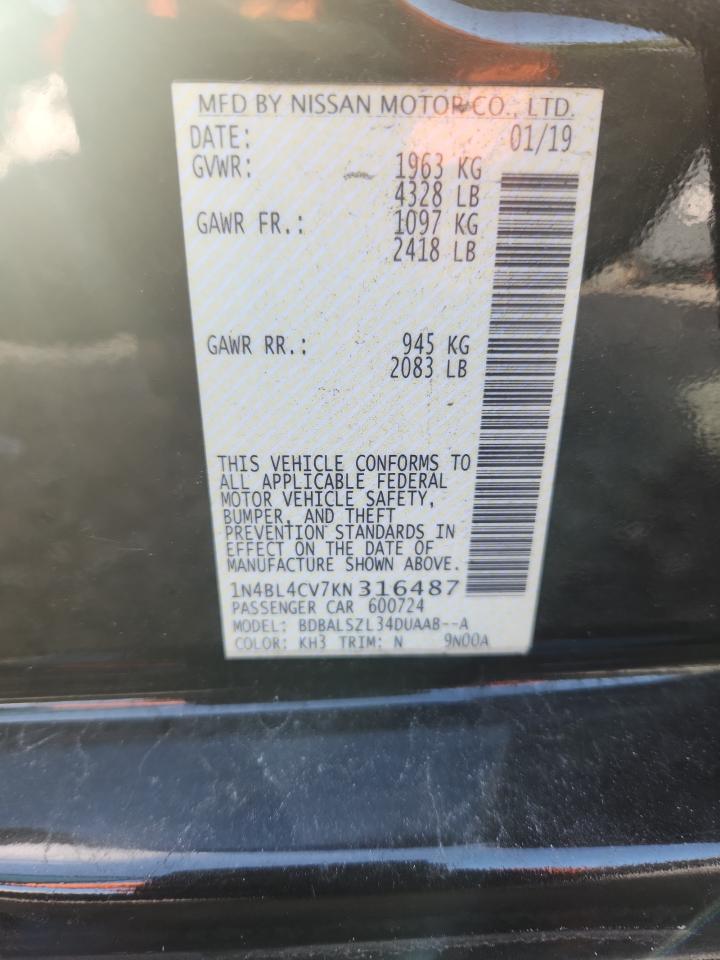 MFD BY NISSAN MOTOR CO., LTD.
DATE: 01/19
GVWR: 1963 KG
4328 LB
GAWR FR.: 1097 KG
2418 LB
GAWR RR.: 945 KG
2083 LB
THIS VEHICLE CONFORMS TO
ALL APPLICABLE FEDERAL
MOTOR VEHICLE SAFETY,
BUMPER, AND THEFT
PREVENTION STANDARDS IN
EFFECT ON THE DATE OF
MANUFACTURE SHOWN ABOVE.
1N4BL4CV7KN316487
PASSENGER CAR 600724
MODEL: BDBALSZL34DUAAB--A
COLOR: KH3 TRIM: N 9N00A